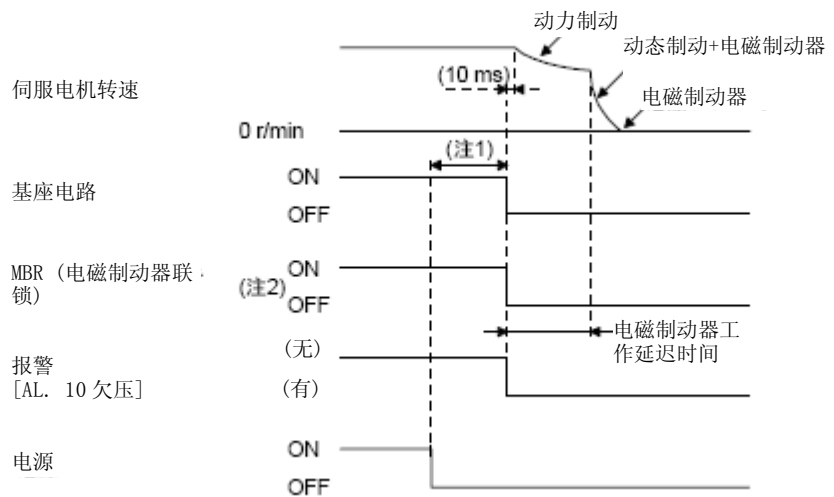 动力制动
动态制动+电磁制动器
(10 ms)
伺服电机转速
电磁制动器
0 r/min
(注1)
ON
基座电路
OFF
MBR (电磁制动器联
锁)
(注2)
ON
OFF
电磁制动器工
作延迟时间
(无)
报警
[AL. 10 欠压]
(有)
ON
电源
OFF